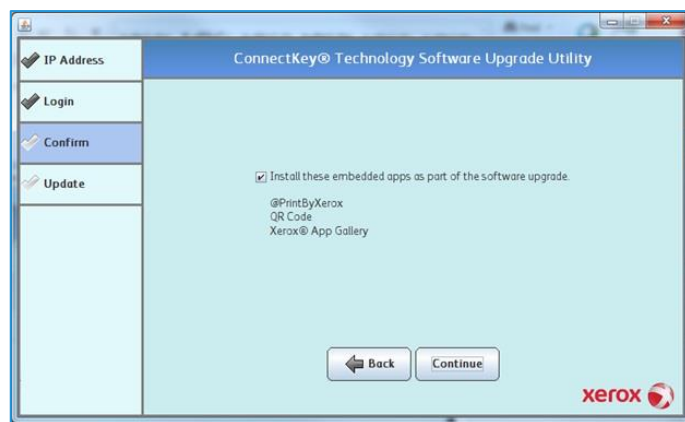 ConnectKey® Technology Software Upgrade Utility
IP Address
Login
Confirm
Update
Install these embedded apps as part of the software upgrade.
@PrintByXerox
QR Code
Xerox® App Gallery
Back
Continue
xerox